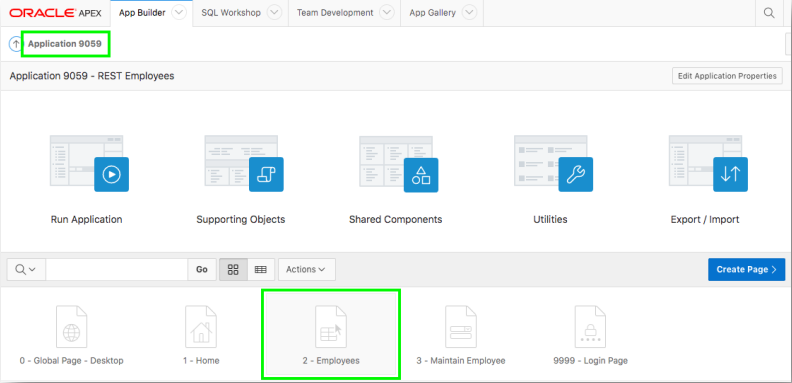 ORACLE APEX App Builder SQL Workshop Team Development App Gallery
Application 9059
Application 9059 - REST Employees Edit Application Properties
Run Application Supporting Objects Shared Components Utilities Export / Import
Go Actions Create Page
0 - Global Page - Desktop 1 - Home 2 - Employees 3 - Maintain Employee 9999 - Login Page